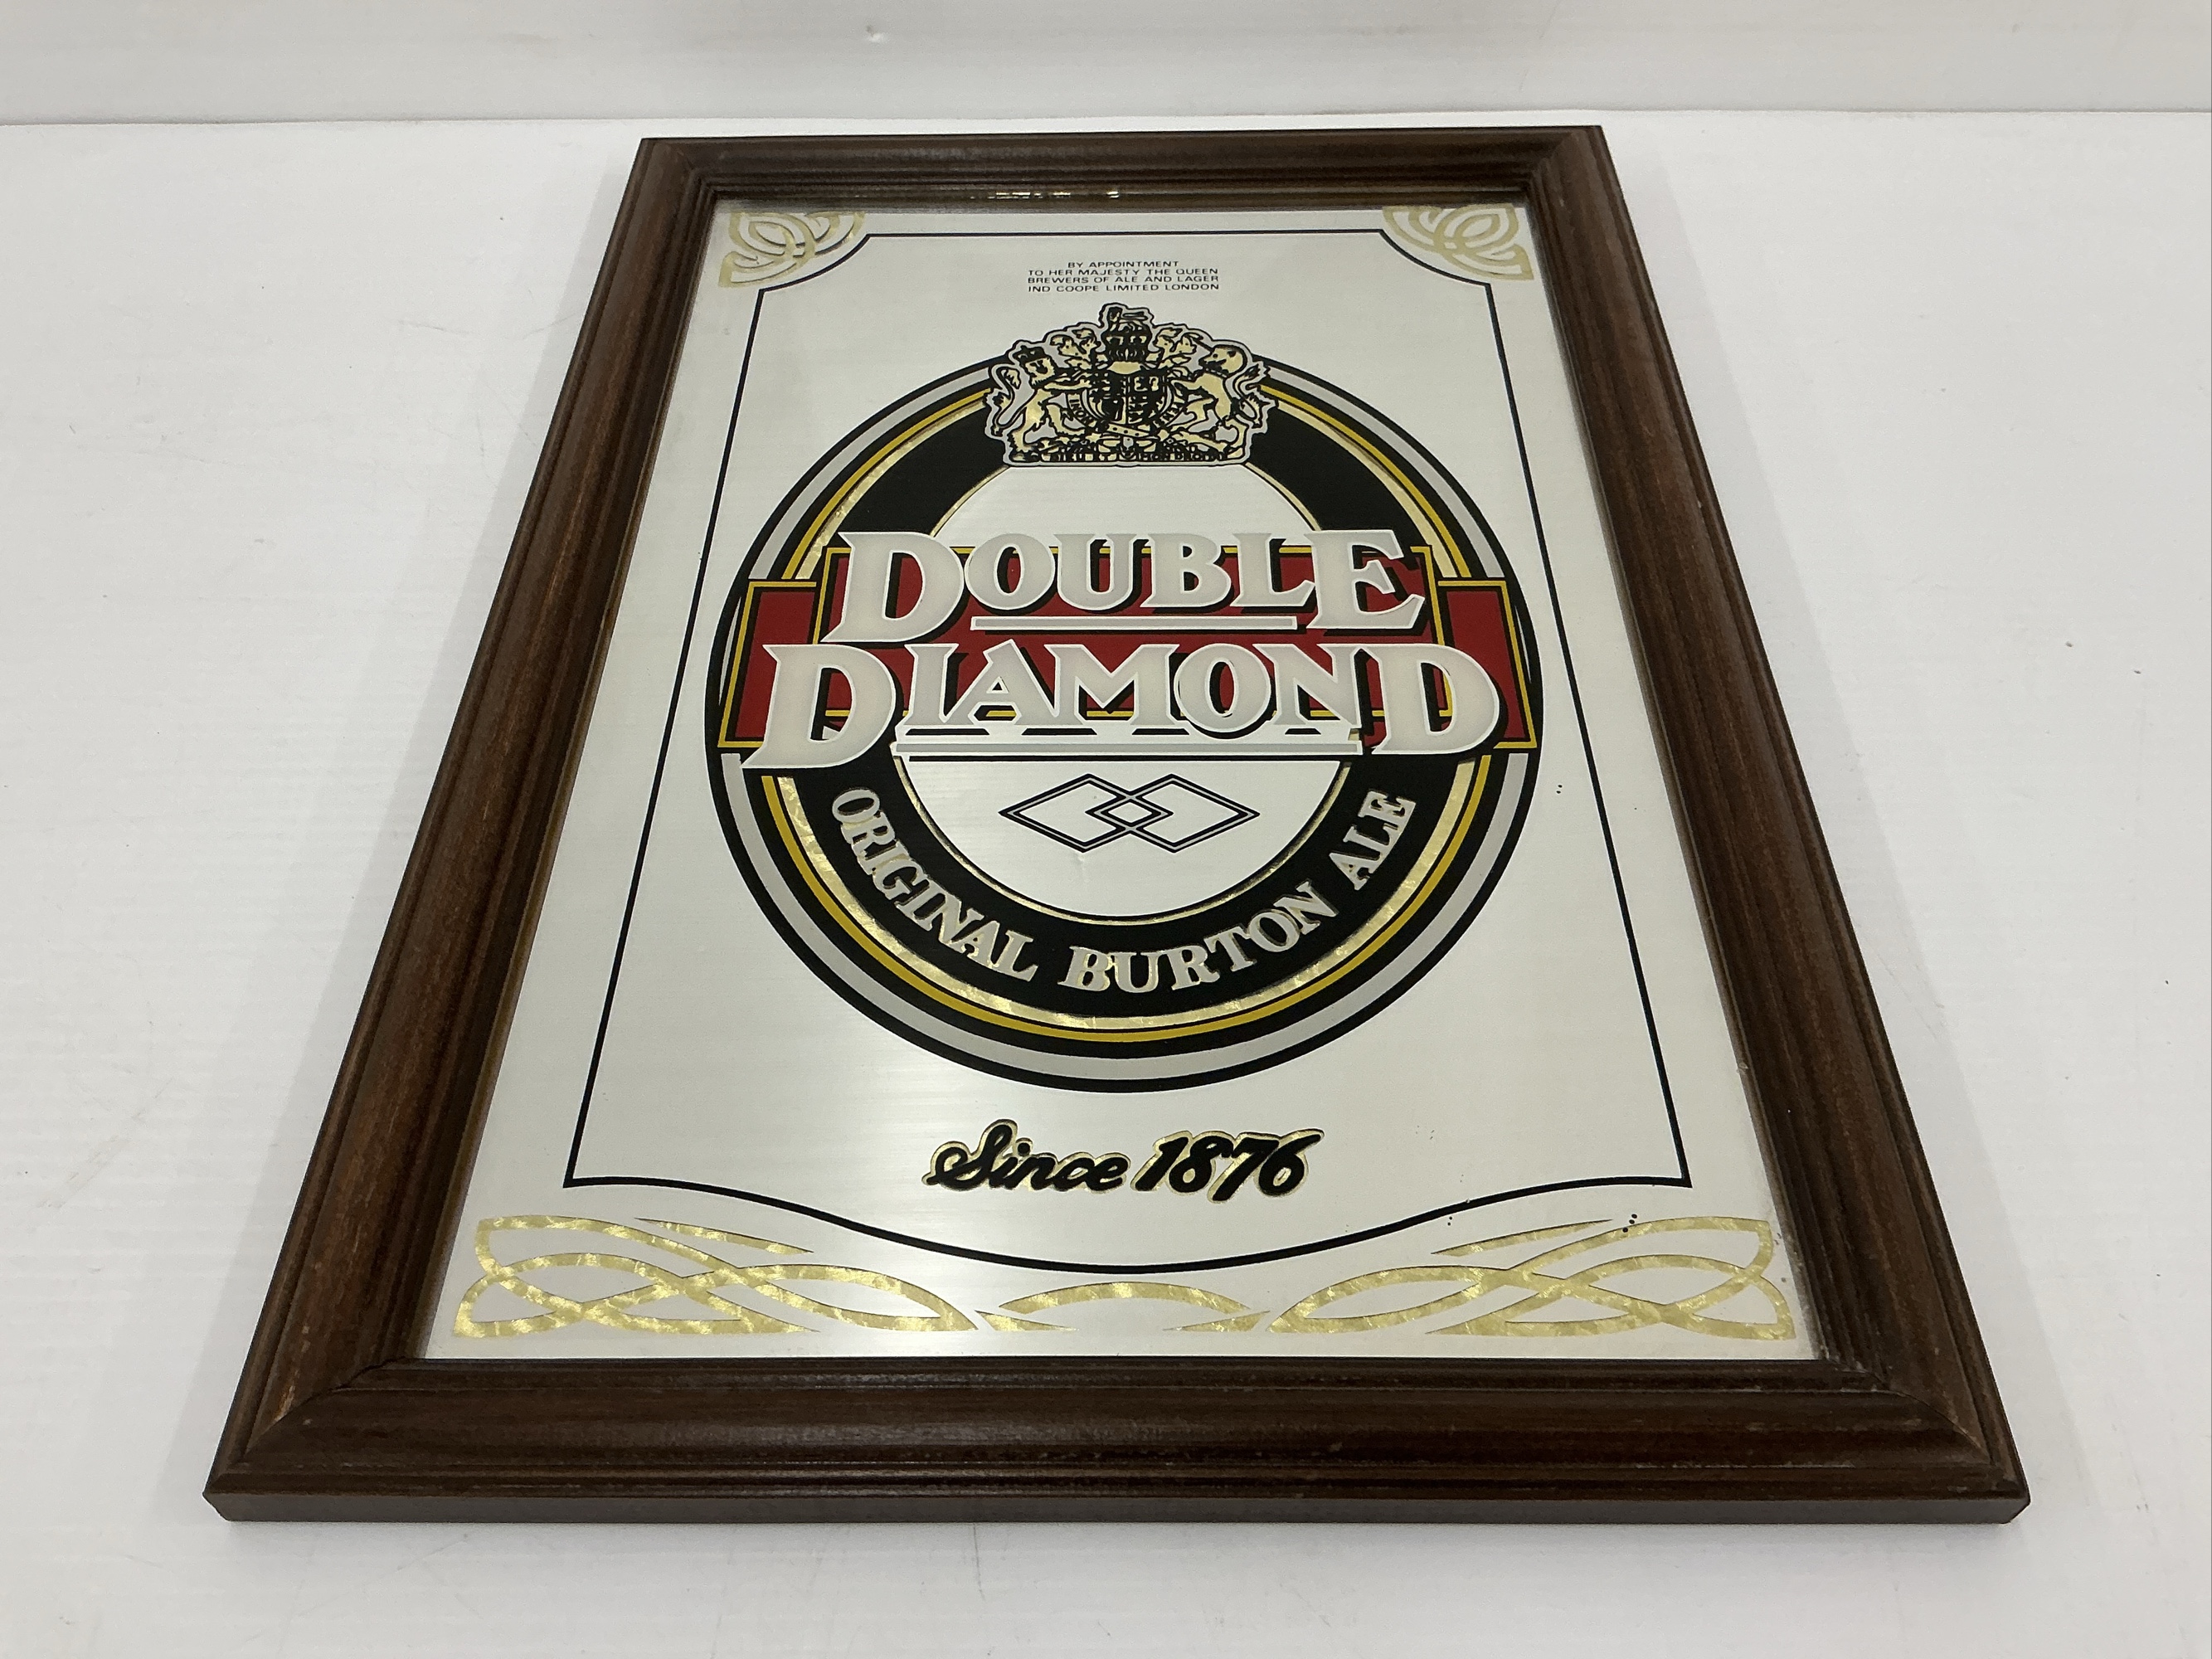 BY APPOINTMENT
TO HER MAJESTY THE QUEEN
BREWERS OF ALE AND LAGER
IND COOPE LIMITED LONDON
DOUBLE
DIAMOND
ORIGINAL BURTON ALE
Since 1876